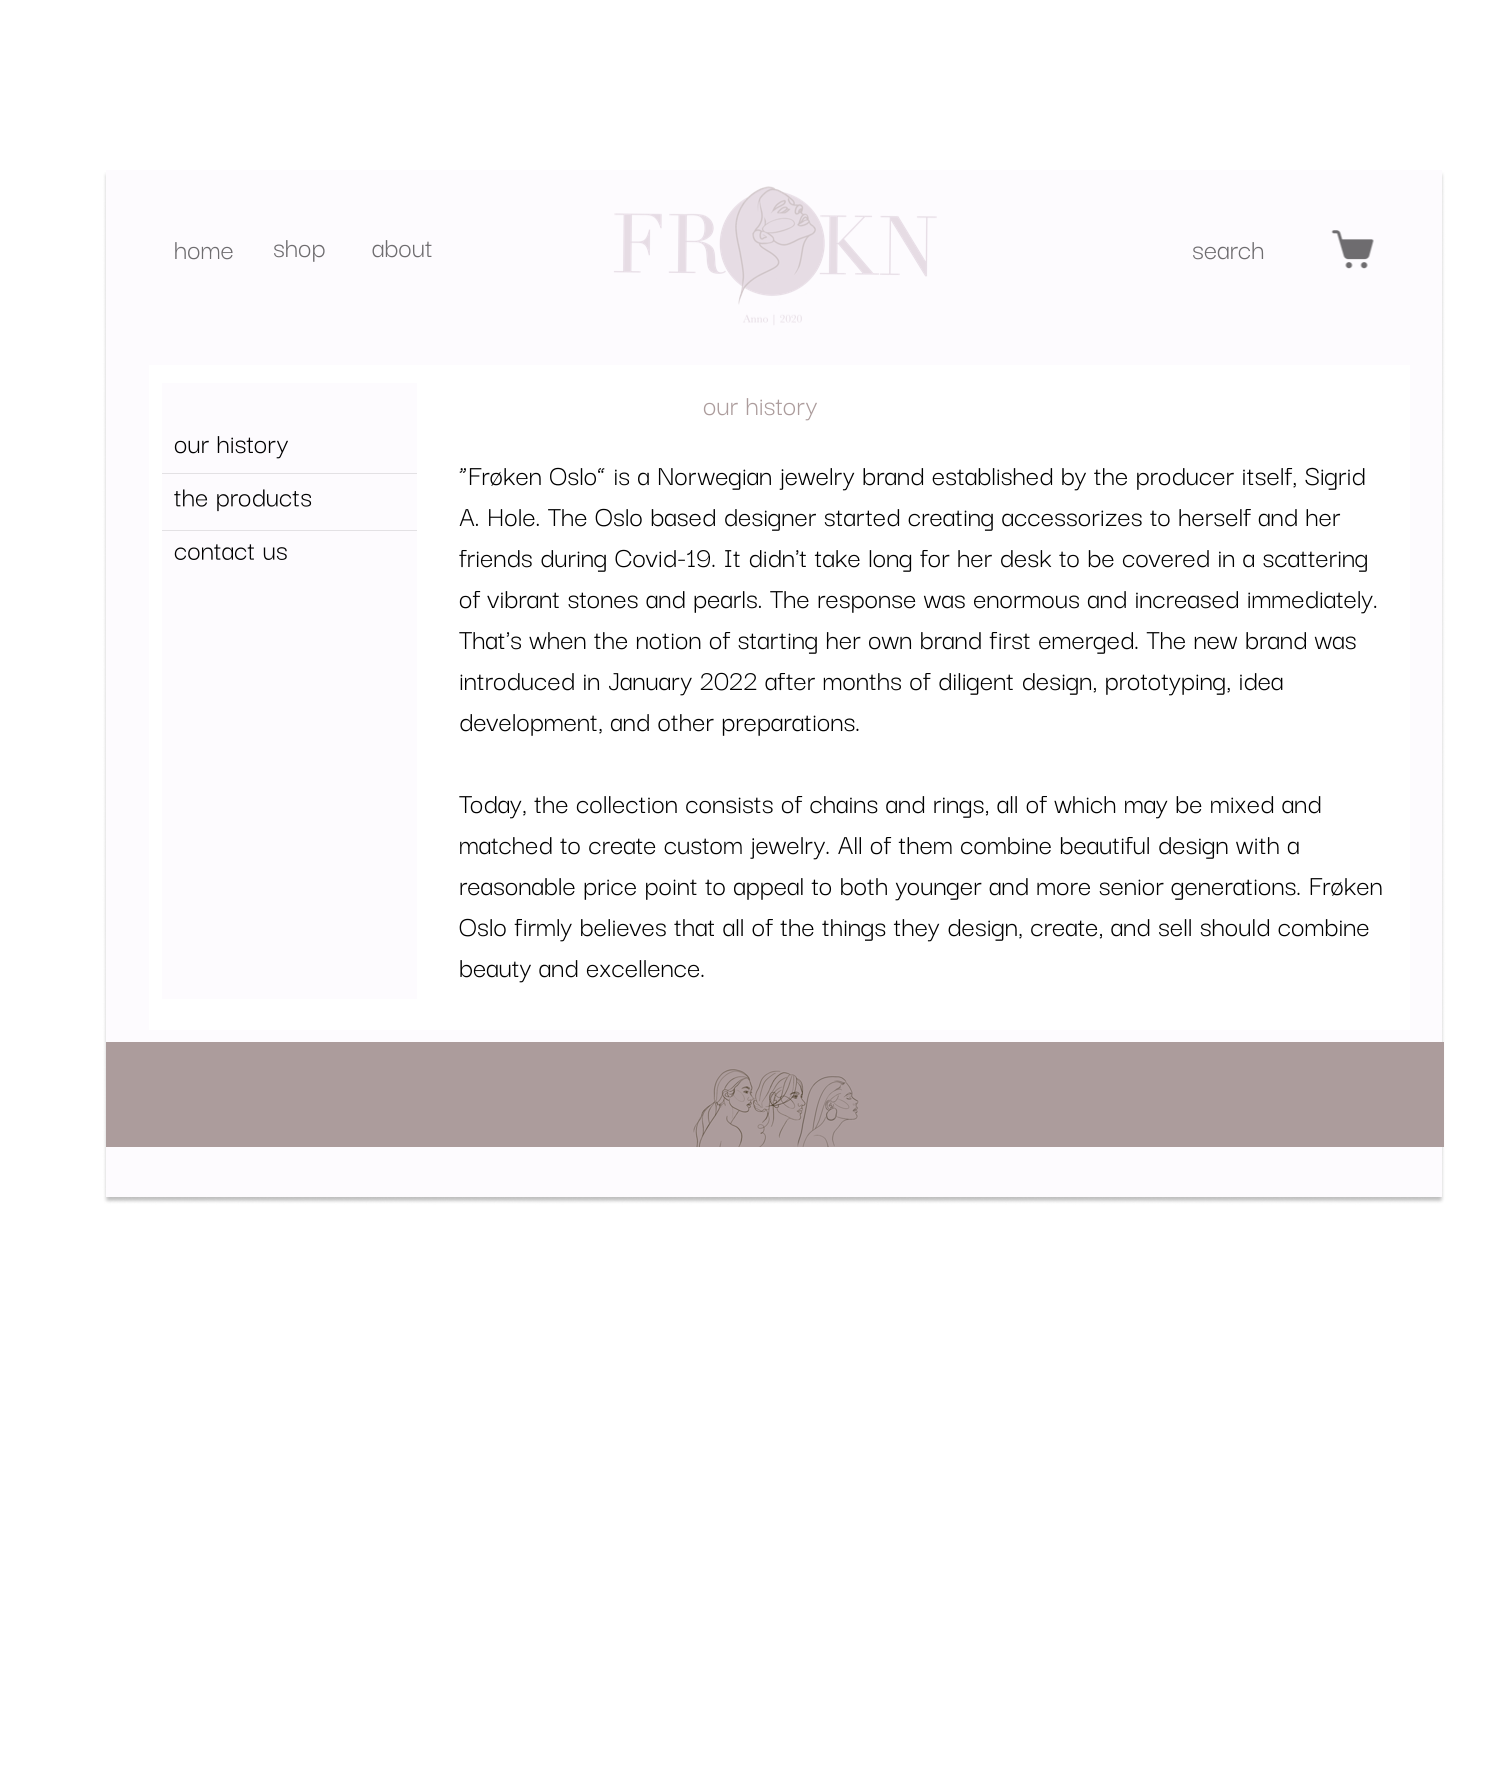 home shop about
FRØKN
search
Anno | 2020
our history
the products
contact us
our history
”Frøken Oslo“ is a Norwegian jewelry brand established by the producer itself, Sigrid
A. Hole. The Oslo based designer started creating accessorizes to herself and her
friends during Covid-19. It didn’t take long for her desk to be covered in a scattering
of vibrant stones and pearls. The response was enormous and increased immediately.
That’s when the notion of starting her own brand first emerged. The new brand was
introduced in January 2022 after months of diligent design, prototyping, idea
development, and other preparations.
Today, the collection consists of chains and rings, all of which may be mixed and
matched to create custom jewelry. All of them combine beautiful design with a
reasonable price point to appeal to both younger and more senior generations. Frøken
Oslo firmly believes that all of the things they design, create, and sell should combine
beauty and excellence.